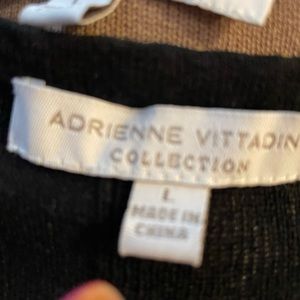 ADRIENNE VITTADIN
COLLECTION
L
MADE IN
CHINA